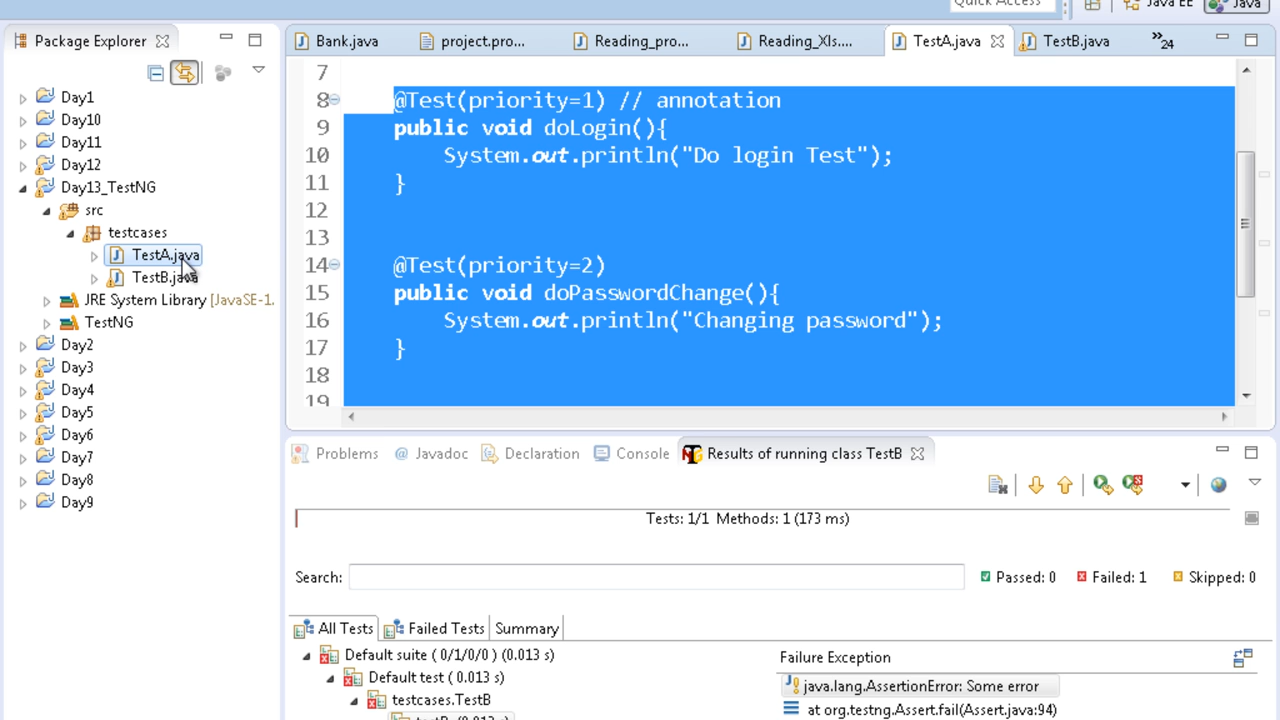 Quick Access
Java EE
Java
Package Explorer
Day1
Day10
Day11
Day12
Day13_TestNG
src
testcases
TestA.java
TestB.java
JRE System Library [JavaSE-1.
TestNG
Day2
Day3
Day4
Day5
Day6
Day7
Day8
Day9
Bank.java
project.pro...
Reading_pro...
Reading_Xls....
TestA.java
TestB.java
»24
7
8 @Test(priority=1) // annotation
9 public void doLogin(){
10 System.out.println("Do login Test");
11 }
12
13
14 @Test(priority=2)
15 public void doPasswordChange(){
16 System.out.println("Changing password");
17 }
18
19
Problems
@ Javadoc
Declaration
Console
Results of running class TestB
Tests: 1/1 Methods: 1 (173 ms)
Search:
Passed: 0
Failed: 1
Skipped: 0
All Tests
Failed Tests
Summary
Default suite ( 0/1/0/0 ) (0.013 s)
Default test ( 0.013 s)
testcases.TestB
Failure Exception
java.lang.AssertionError: Some error
at org.testng.Assert.fail(Assert.java:94)